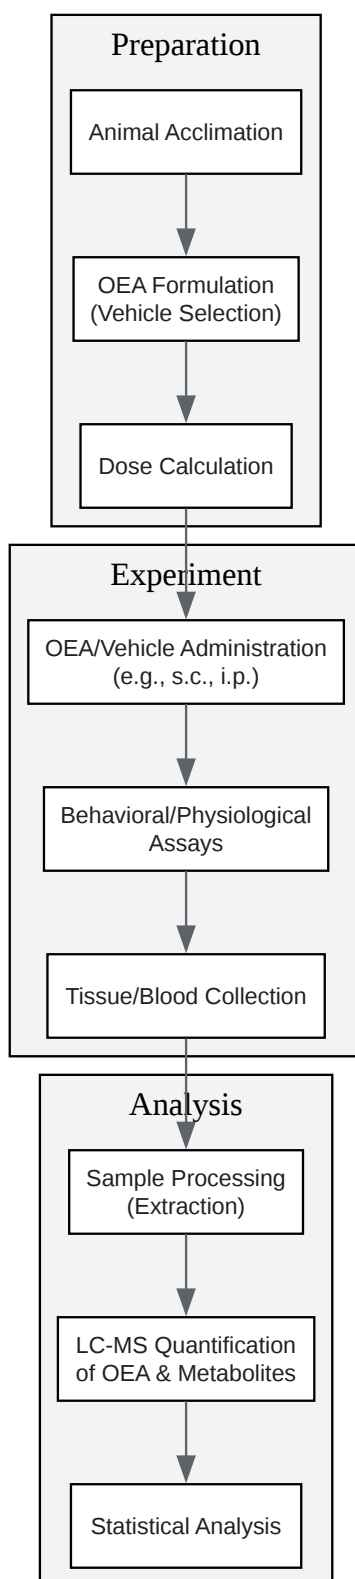 Preparation
Animal Acclimation
OEA Formulation
(Vehicle Selection)
Dose Calculation
Experiment
OEA/Vehicle Administration
(e.g., s.c., i.p.)
Behavioral/Physiological
Assays
Tissue/Blood Collection
Analysis
Sample Processing
(Extraction)
LC-MS Quantification
of OEA & Metabolites
Statistical Analysis